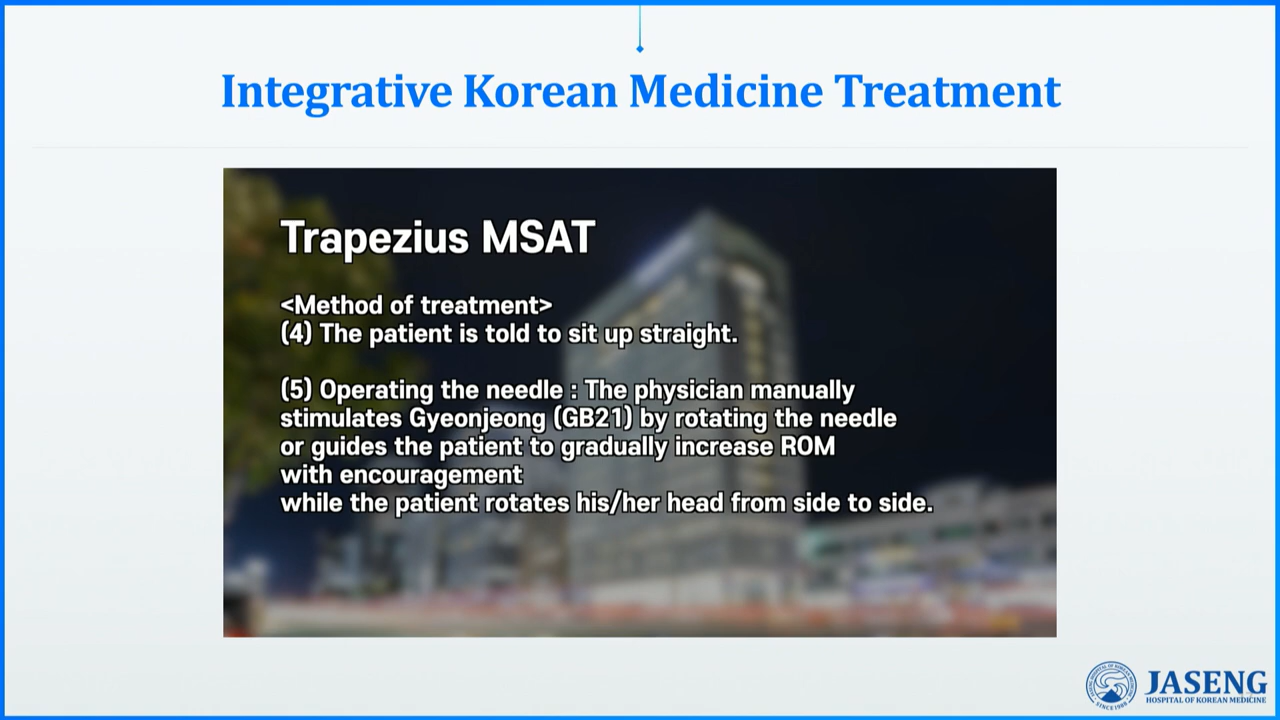 Integrative Korean Medicine Treatment
Trapezius MSAT
<Method of treatment>
(4) The patient is told to sit up straight.
(5) Operating the needle : The physician manually
stimulates Gyeonjeong (GB21) by rotating the needle
or guides the patient to gradually increase ROM
with encouragement
while the patient rotates his/her head from side to side.
JASENG
HOSPITAL OF KOREAN MEDICINE
SINCE 1988